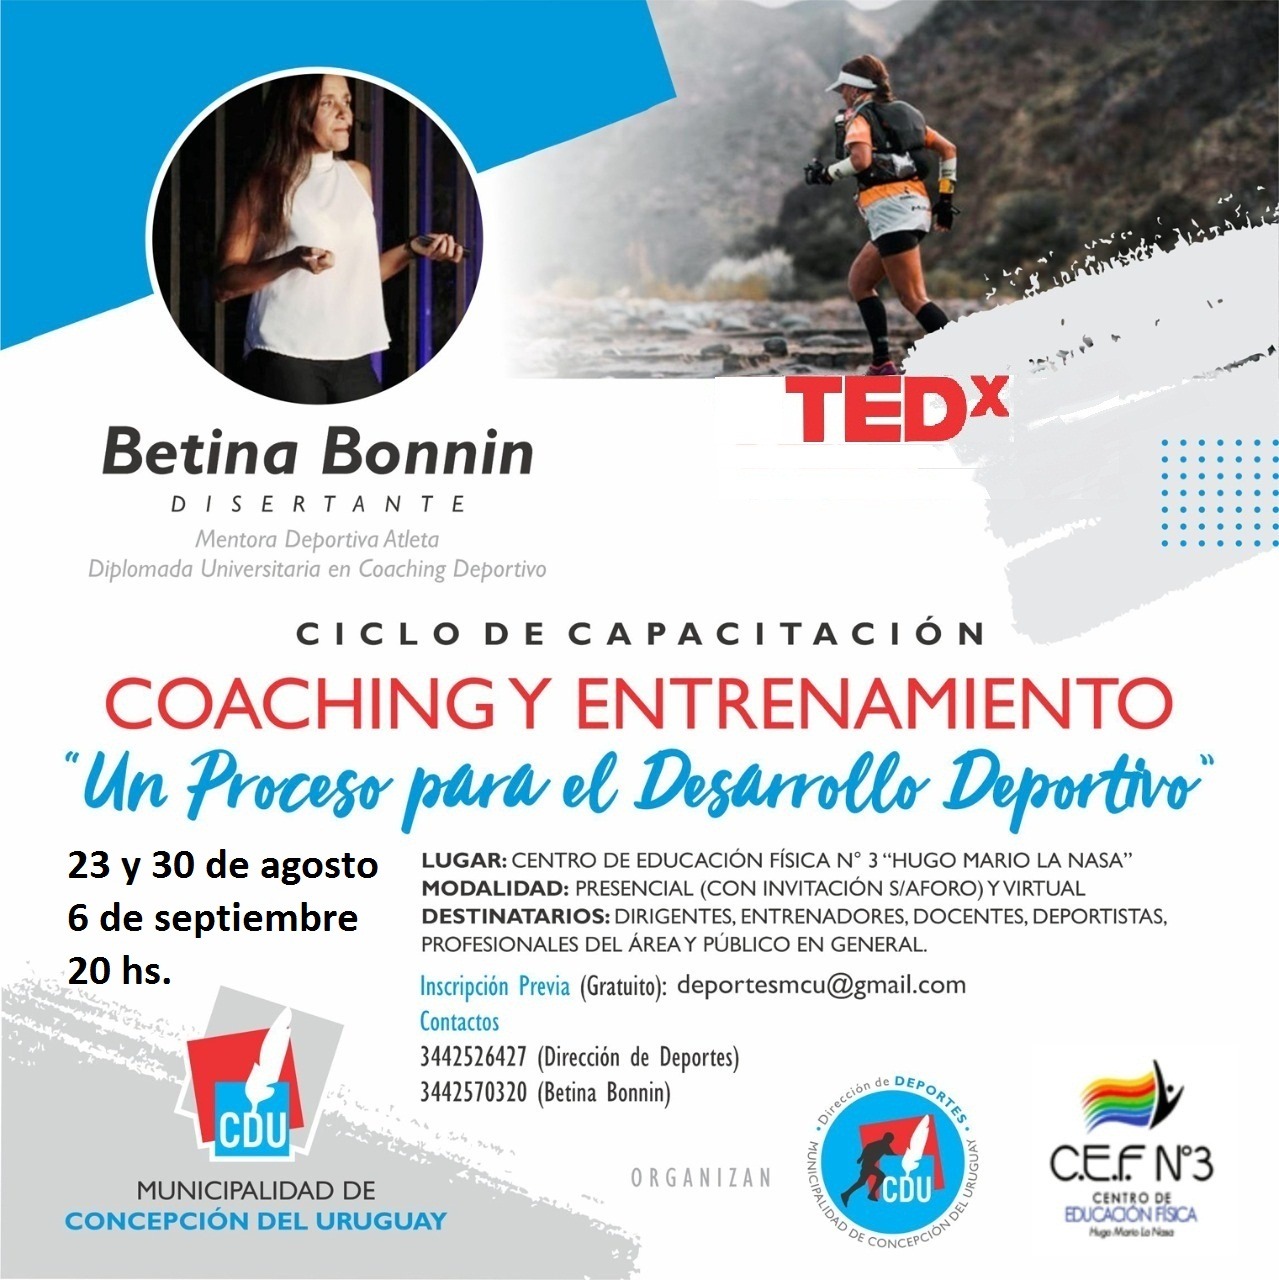 TEDx
Betina Bonnin
DISERTANTE
Mentora Deportiva Atleta
Diplomada Universitaria en Coaching Deportivo
CICLO DE CAPACITACIÓN
COACHING Y ENTRENAMIENTO
"Un Proceso para el Desarrollo Deportivo"
23 y 30 de agosto
6 de septiembre
20 hs.
LUGAR: CENTRO DE EDUCACIÓN FÍSICA N° 3 "HUGO MARIO LA NASA"
MODALIDAD: PRESENCIAL (CON INVITACIÓN S/AFORO) Y VIRTUAL
DESTINATARIOS: DIRIGENTES, ENTRENADORES, DOCENTES, DEPORTISTAS,
PROFESIONALES DEL ÁREA Y PÚBLICO EN GENERAL.
Inscripción Previa (Gratuito): deportesmcu@gmail.com
Contactos
3442526427 (Dirección de Deportes)
3442570320 (Betina Bonnin)
CDU
MUNICIPALIDAD DE
CONCEPCIÓN DEL URUGUAY
ORGANIZAN
Dirección de DEPORTES
CDU
MUNICIPALIDAD DE CONCEPCIÓN DEL URUGUAY
C.E.F. N°3
CENTRO DE
EDUCACIÓN FÍSICA
Hugo Mario La Nasa